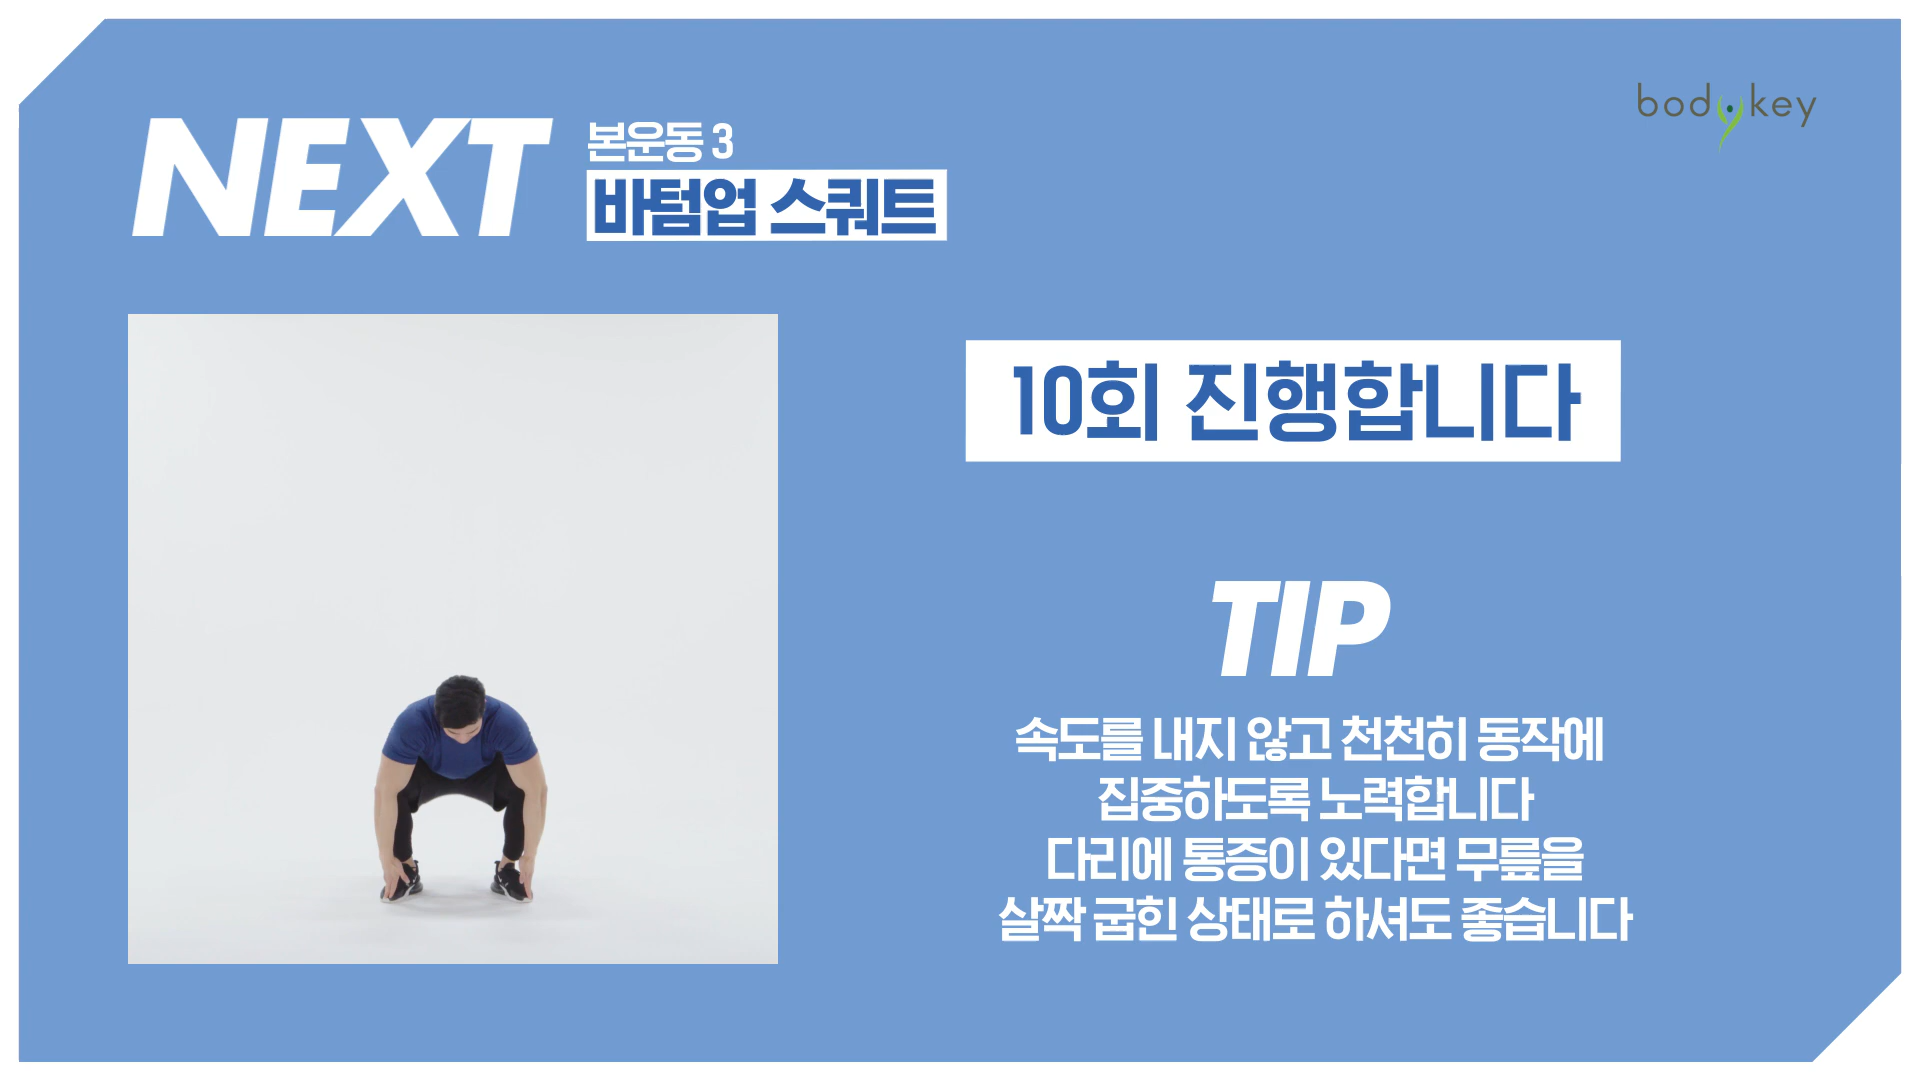 NEXT
본운동 3
바텀업 스쿼트
bodykey
10회 진행합니다
TIP
속도를 내지 않고 천천히 동작에
집중하도록 노력합니다
다리에 통증이 있다면 무릎을
살짝 굽힌 상태로 하셔도 좋습니다